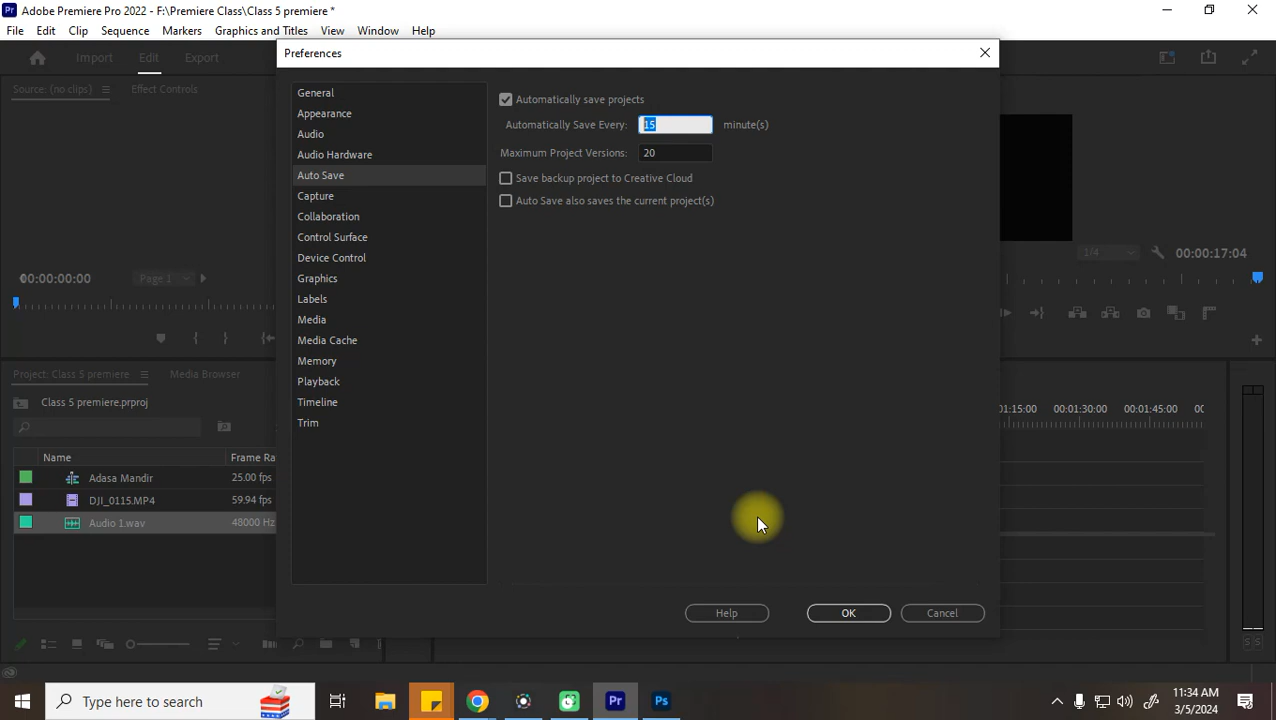 Adobe Premiere Pro 2022 - F:\Premiere Class\Class 5 premiere *
File Edit Clip Sequence Markers Graphics and Titles View Window Help
Import Edit Export
Preferences
Source: (no clips) Effect Controls
General
Appearance
Audio
Audio Hardware
Auto Save
Capture
Collaboration
Control Surface
Device Control
Graphics
Labels
Media
Media Cache
Memory
Playback
Timeline
Trim
Automatically save projects
Automatically Save Every: 15 minute(s)
Maximum Project Versions: 20
Save backup project to Creative Cloud
Auto Save also saves the current project(s)
Help OK Cancel
00:00:00:00 Page 1
1/4 00:00:17:04
Project: Class 5 premiere Media Browser
Class 5 premiere.prproj
Name Frame Ra
Adasa Mandir 25.00 fps
DJI_0115.MP4 59.94 fps
Audio 1.wav 48000 Hz
:01:15:00 00:01:30:00 00:01:45:00 00
S S
Type here to search
11:34 AM
3/5/2024